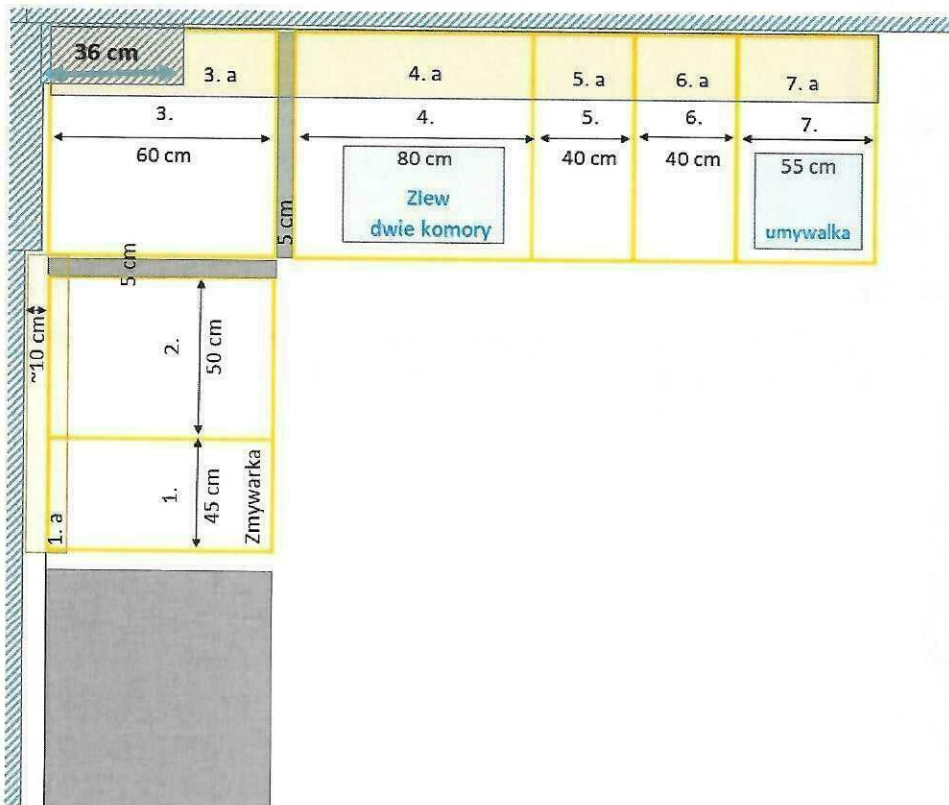 36 cm
3. a
4. a
5. a
6. a
7. a
3.
4.
5.
6.
7.
60 cm
80 cm
40 cm
40 cm
55 cm
Zlew
dwie komory
umywalka
5 cm
5 cm
~10 cm
2.
50 cm
1.
45 cm
Zmywarka
1. a